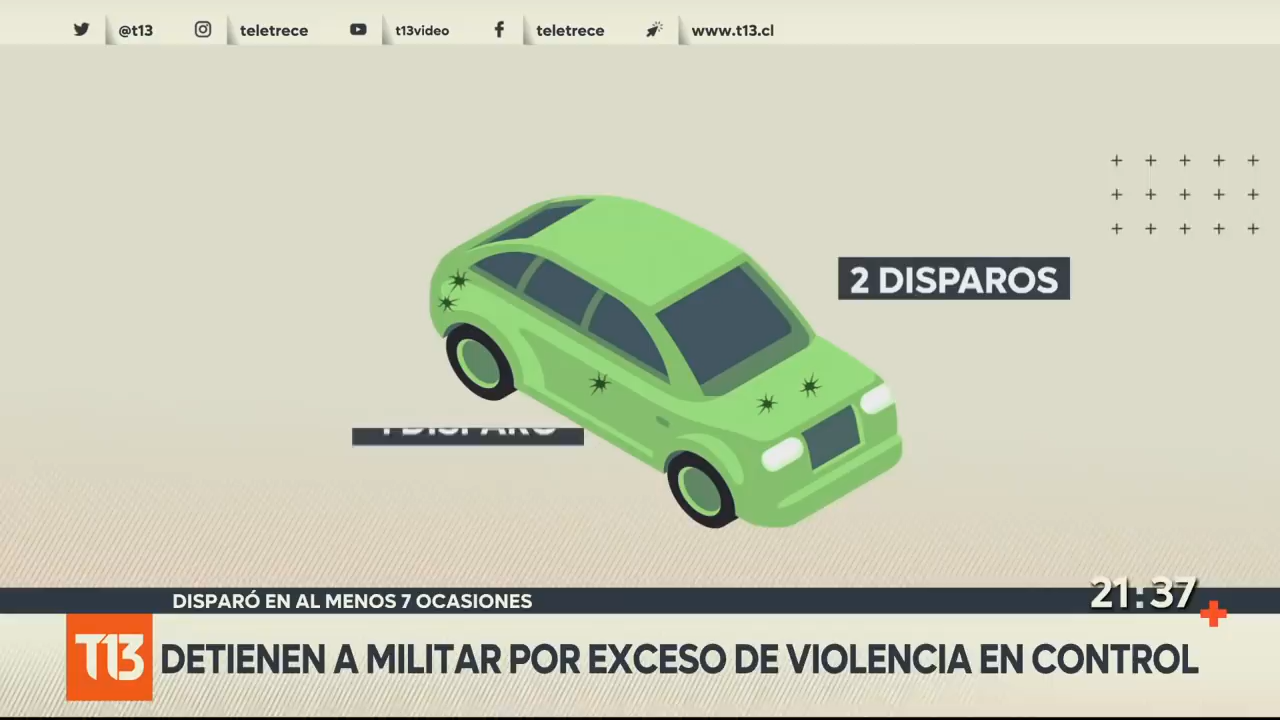 @t13 teletrece t13video teletrece www.t13.cl
2 DISPAROS
DISPARÓ EN AL MENOS 7 OCASIONES
21:37
T13 DETIENEN A MILITAR POR EXCESO DE VIOLENCIA EN CONTROL